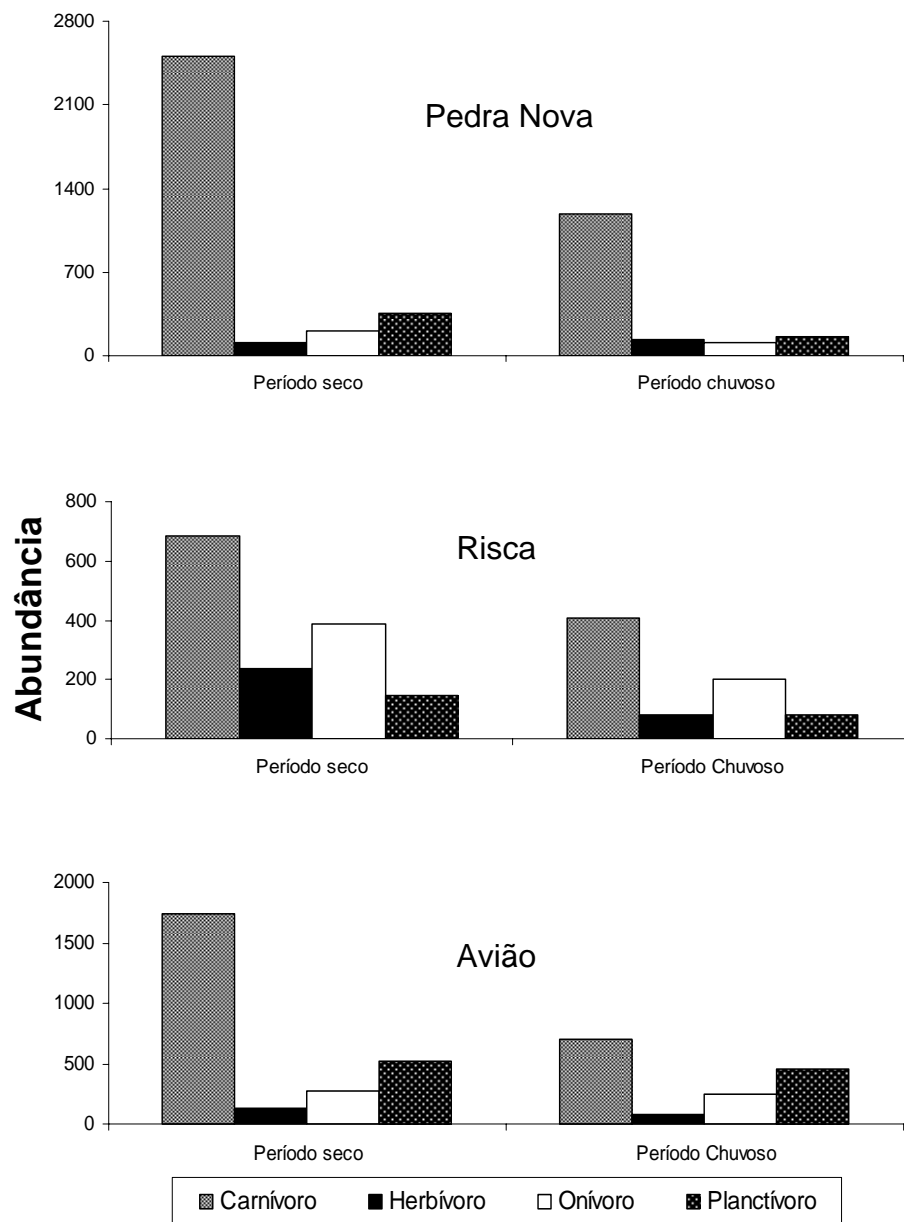 2800
2100
1400
700
0
Pedra Nova
Período seco
Período chuvoso
Abundância
800
600
400
200
0
Risca
Período seco
Período Chuvoso
2000
1500
1000
500
0
Avião
Período seco
Período Chuvoso
Carnívoro Herbívoro Onívoro Planctívoro